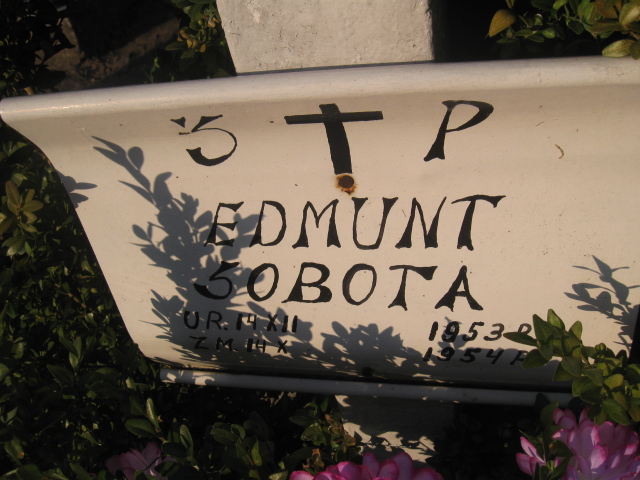 Ś P
EDMUNT
SOBOTA
UR. 14 XII 1953 R
ZM. 14 X 1954 R